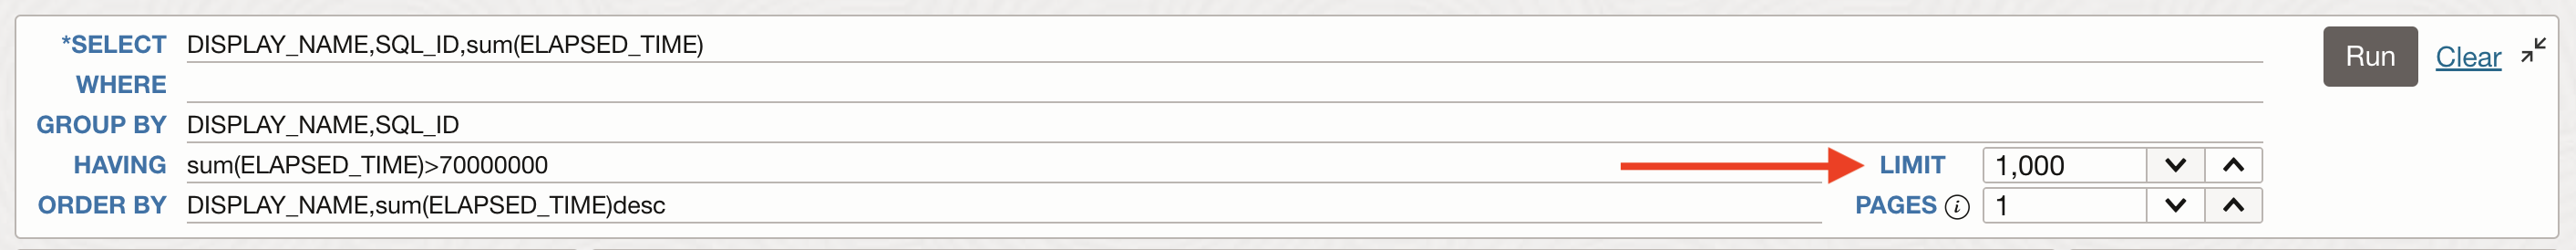 *SELECT DISPLAY_NAME,SQL_ID,sum(ELAPSED_TIME) Run Clear
WHERE
GROUP BY DISPLAY_NAME,SQL_ID
HAVING sum(ELAPSED_TIME)>70000000 LIMIT 1,000
ORDER BY DISPLAY_NAME,sum(ELAPSED_TIME)desc PAGES i 1